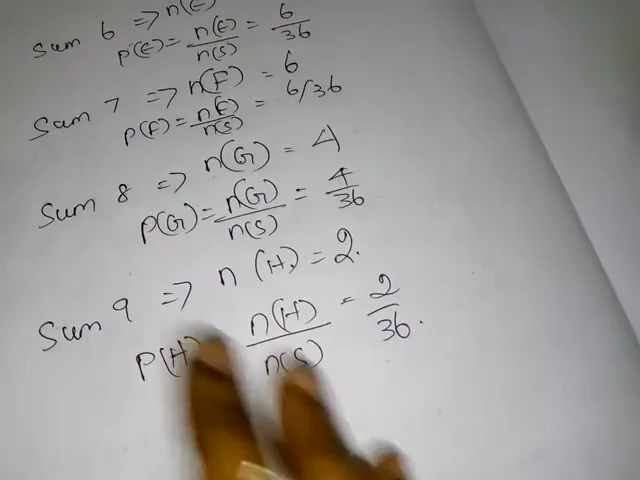 Sum 6 => n(E)
P(E) = n(E)/n(S) = 6/36
Sum 7 => n(F) = 6
P(F) = n(E)/n(S) = 6/36
Sum 8 => n(G) = 4
P(G) = n(G)/n(S) = 4/36
Sum 9 => n(H) = 2.
P(H) n(H)/n(S) = 2/36.